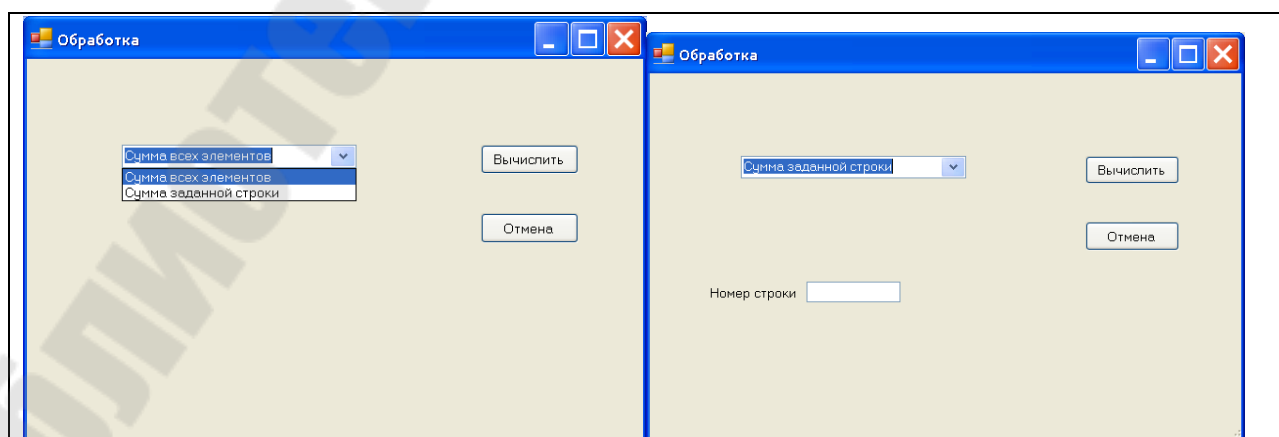 Обработка
Сумма всех элементов
Сумма всех элементов
Сумма заданной строки
Вычислить
Отмена
Обработка
Сумма заданной строки
Вычислить
Отмена
Номер строки